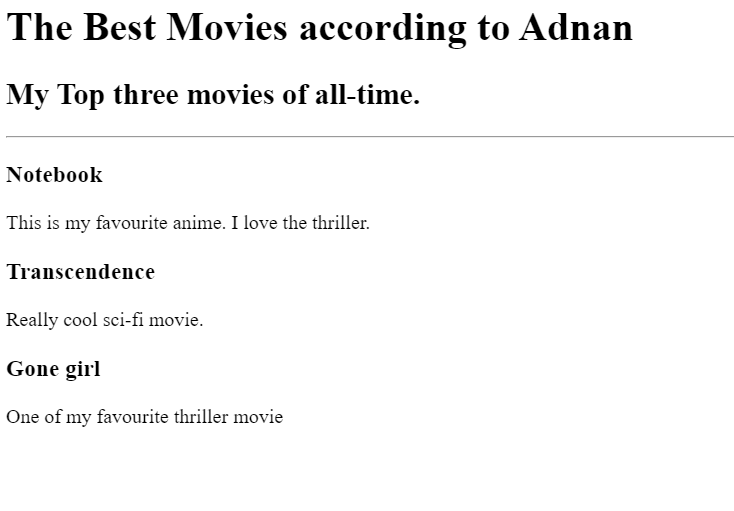 The Best Movies according to Adnan
My Top three movies of all-time.
Notebook
This is my favourite anime. I love the thriller.
Transcendence
Really cool sci-fi movie.
Gone girl
One of my favourite thriller movie